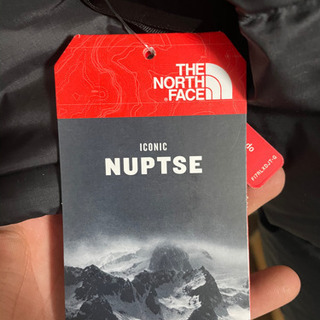 THE
NORTH
FACE
ICONIC
NUPTSE